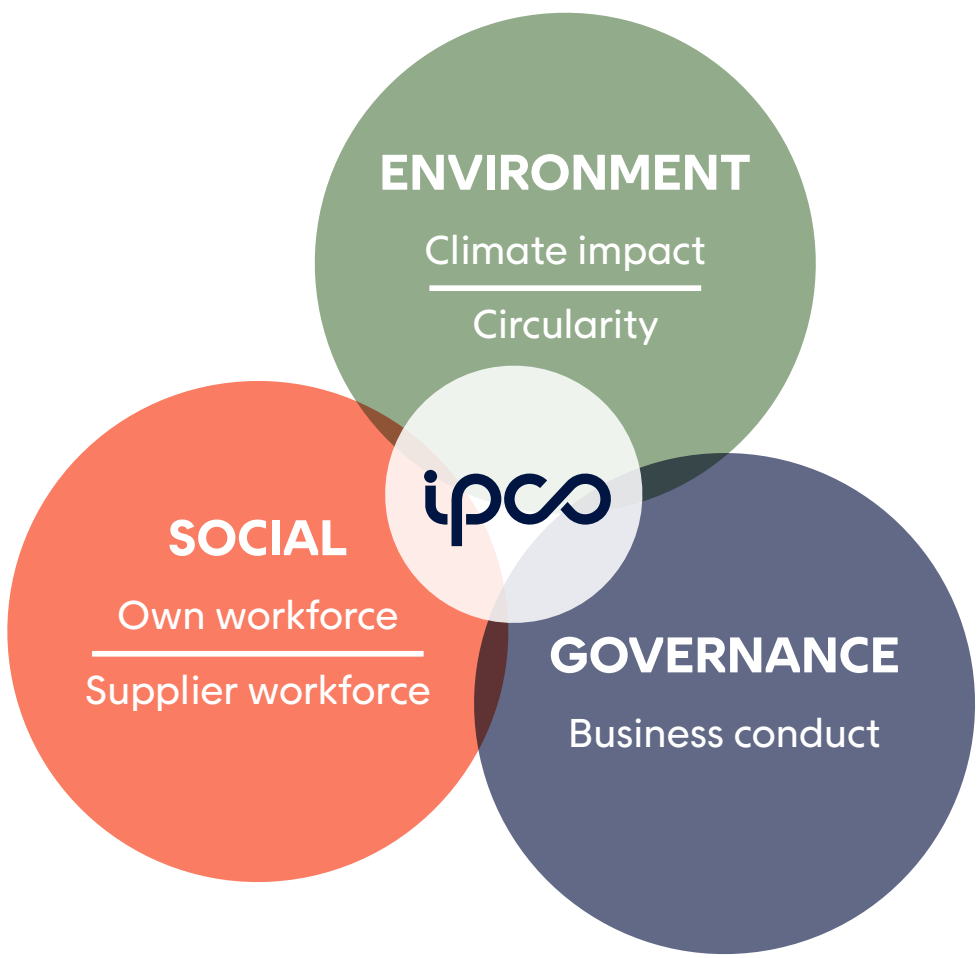 ENVIRONMENT
Climate impact
Circularity
ipco
SOCIAL
Own workforce
Supplier workforce
GOVERNANCE
Business conduct